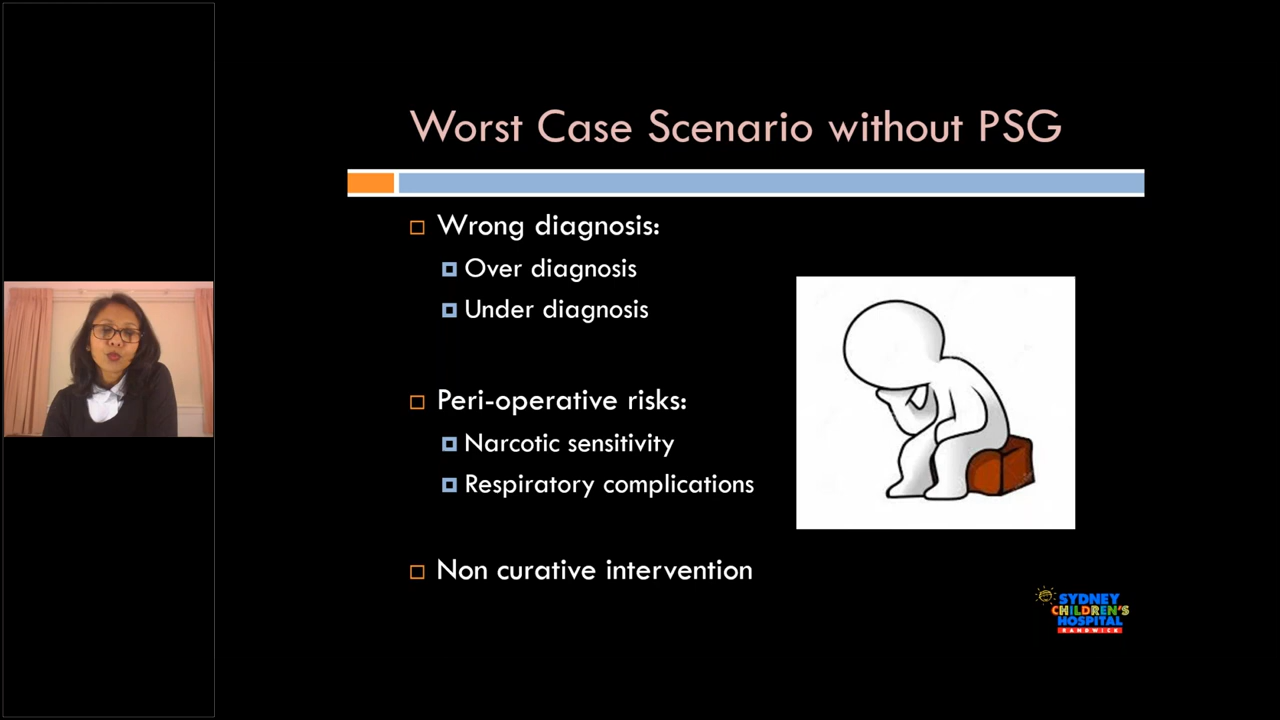 Worst Case Scenario without PSG
Wrong diagnosis:
Over diagnosis
Under diagnosis
Peri-operative risks:
Narcotic sensitivity
Respiratory complications
Non curative intervention
SYDNEY
CHILDREN'S
HOSPITAL
RANDWICK